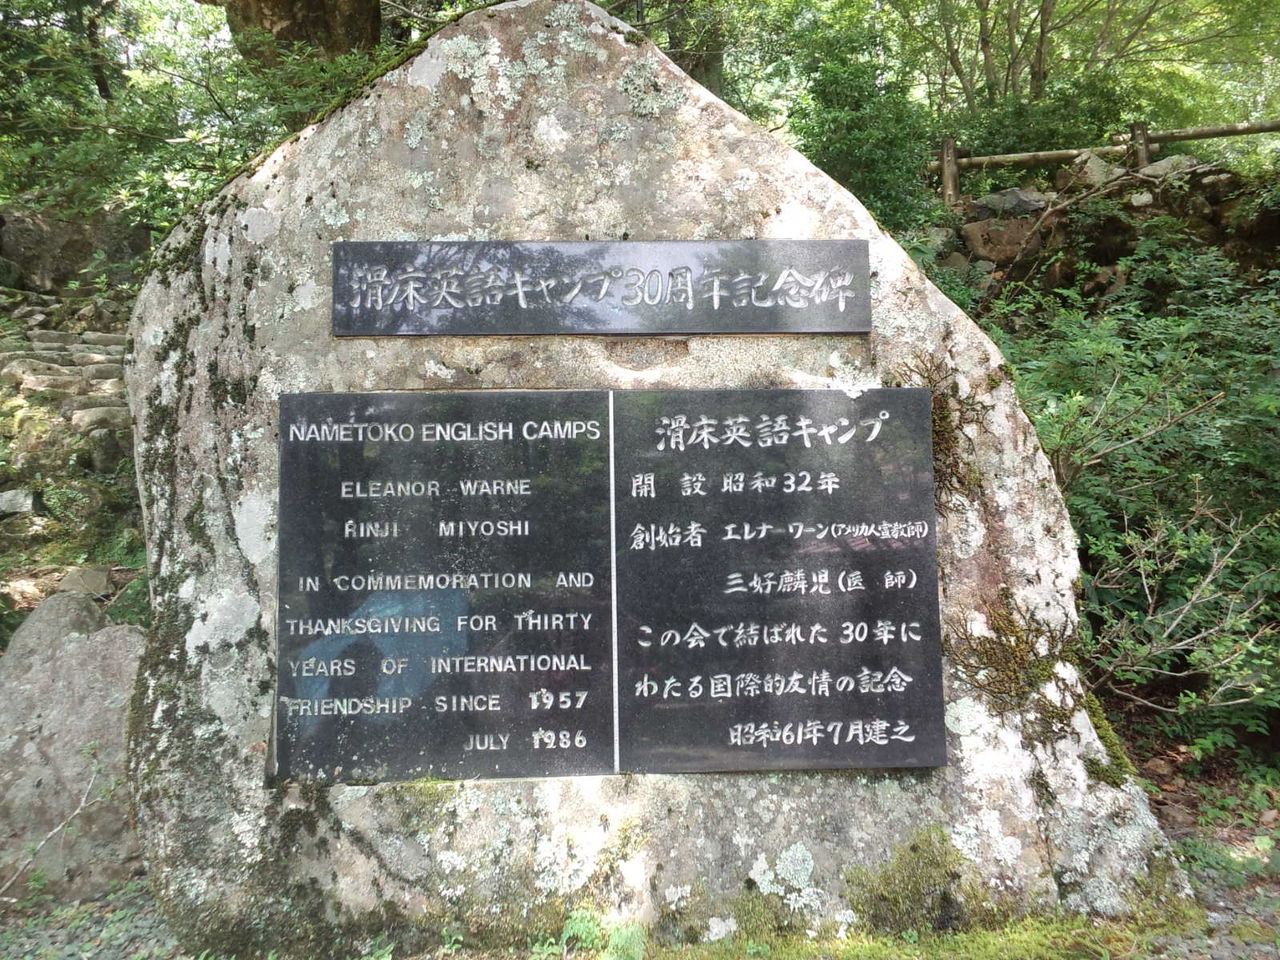 滑床英語キャンプ30周年記念碑
NAMETOKO ENGLISH CAMPS
ELEANOR WARNE
RINJI MIYOSHI
IN COMMEMORATION AND
THANKSGIVING FOR THIRTY
YEARS OF INTERNATIONAL
FRIENDSHIP SINCE 1957
JULY 1986
滑床英語キャンプ
開設昭和32年
創始者 エレナーワーン(アメリカ人宣教師)
三好麟児(医師)
この会で結ばれた30年に
わたる国際的友情の記念
昭和61年7月建之